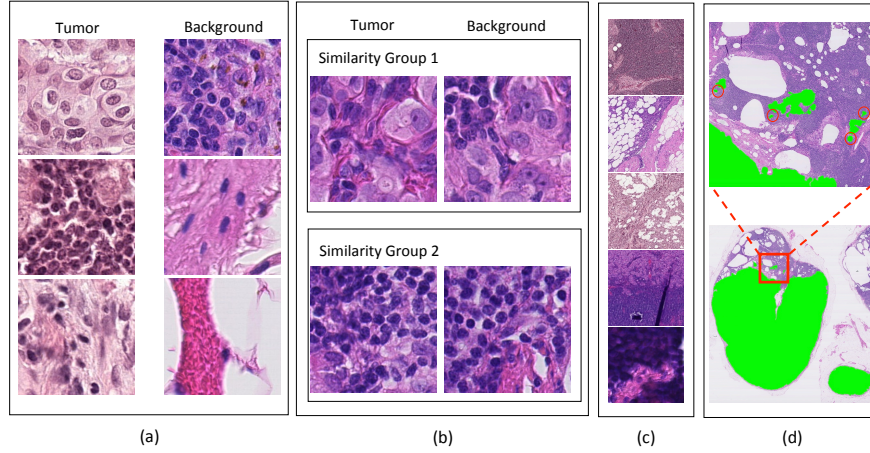 Tumor Background
Tumor Background
Similarity Group 1
Similarity Group 2
(a) (b) (c) (d)